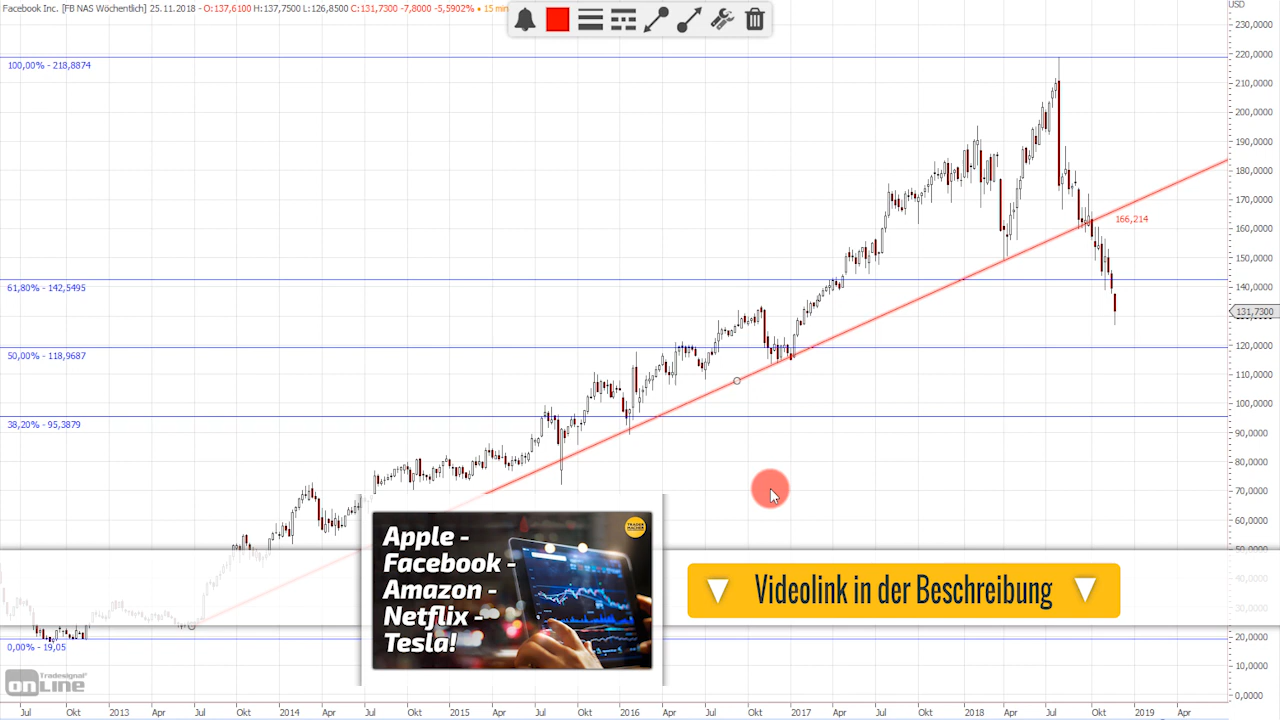 Facebook Inc. [FB NAS Wöchentlich] 25.11.2018 - O:137,6100 H:137,7500 L:126,8500 C:131,7300 -7,8000 -5,5902% • 15 min
USD
230,0000
220,0000
100,00% - 218,8874
210,0000
200,0000
190,0000
180,0000
170,0000
166,214
160,0000
150,0000
61,80% - 142,5495
140,0000
131,7300
120,0000
50,00% - 118,9687
110,0000
100,0000
38,20% - 95,3879
90,0000
80,0000
70,0000
60,0000
50,0000
40,0000
30,0000
20,0000
0,00% - 19,05
10,0000
0,0000
Apple -
Facebook -
Amazon -
Netflix -
Tesla!
TRADER
MACHER
Videolink in der Beschreibung
Tradesignal®
onLine
Jul Okt 2013 Apr Jul Okt 2014 Apr Jul Okt 2015 Apr Jul Okt 2016 Apr Jul Okt 2017 Apr Jul Okt 2018 Apr Jul Okt 2019 Apr